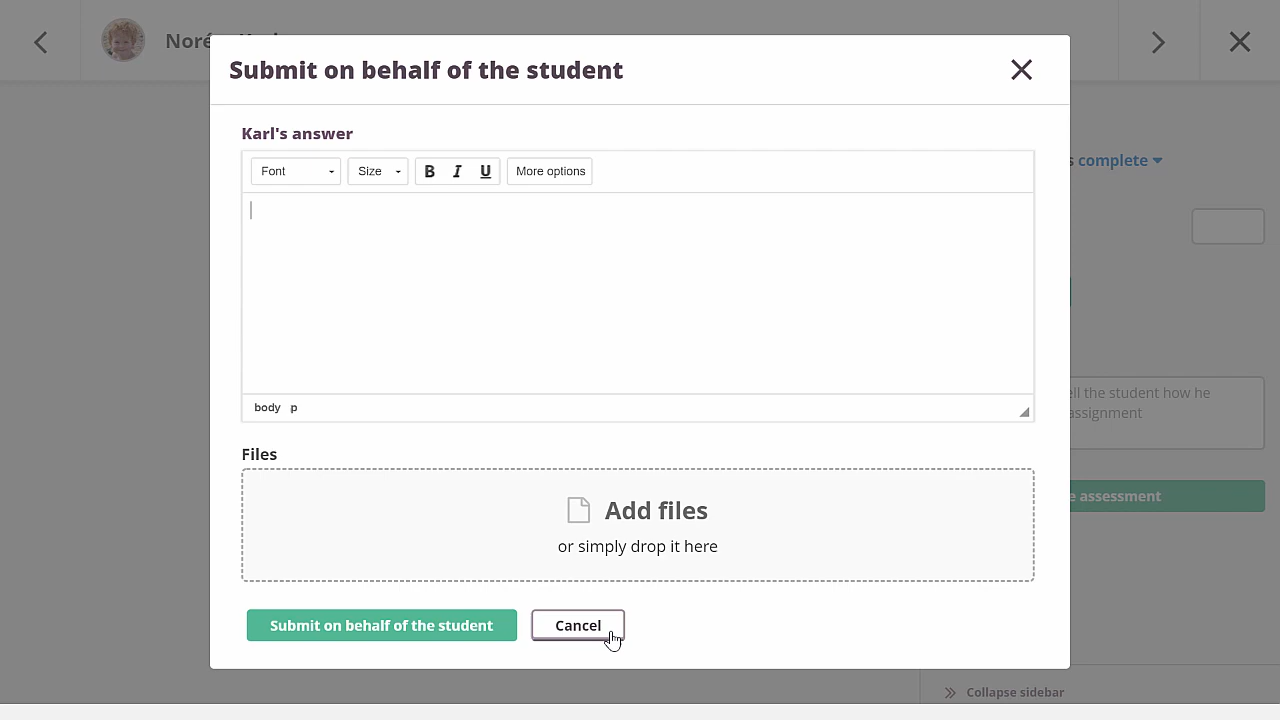 Submit on behalf of the student
Karl's answer
Font
Size
B I U
More options
body p
Files
Add files
or simply drop it here
Submit on behalf of the student
Cancel
complete
ell the student how he
assignment
assessment
Collapse sidebar